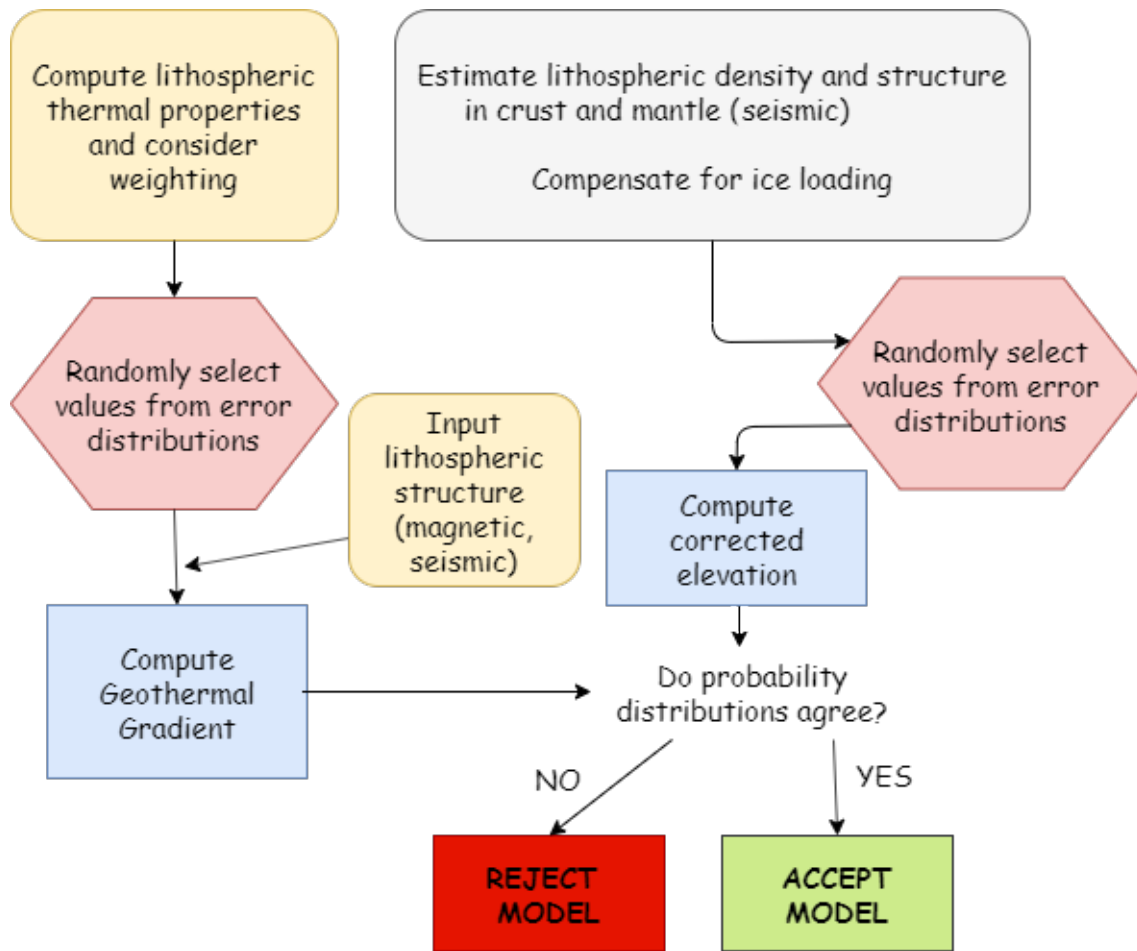 Compute lithospheric
thermal properties
and consider
weighting
Estimate lithospheric density and structure
in crust and mantle (seismic)
Compensate for ice loading
Randomly select
values from error
distributions
Randomly select
values from error
distributions
Input
lithospheric
structure
(magnetic,
seismic)
Compute
corrected
elevation
Compute
Geothermal
Gradient
Do probability
distributions agree?
NO
YES
REJECT
MODEL
ACCEPT
MODEL